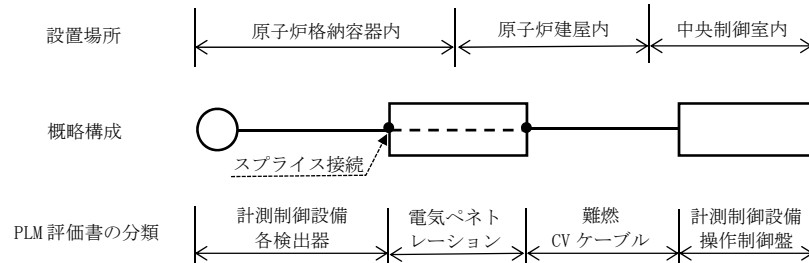 設置場所
原子炉格納容器内
原子炉建屋内
中央制御室内
概略構成
スプライス接続
PLM評価書の分類
計測制御設備
各検出器
電気ペネト
レーション
難燃
CVケーブル
計測制御設備
操作制御盤